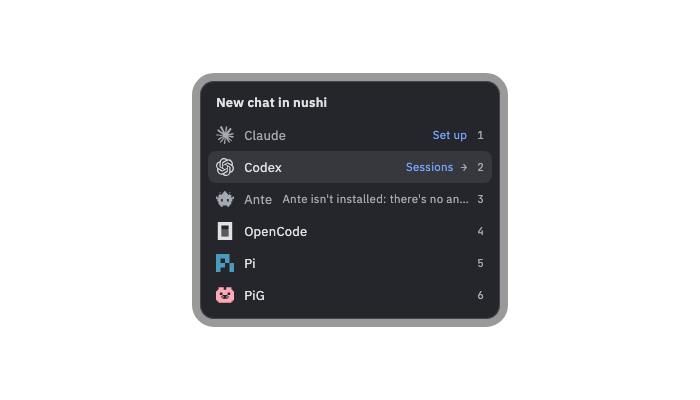 New chat in nushi
Claude Set up 1
Codex Sessions → 2
Ante Ante isn't installed: there's no an... 3
OpenCode 4
Pi 5
PiG 6